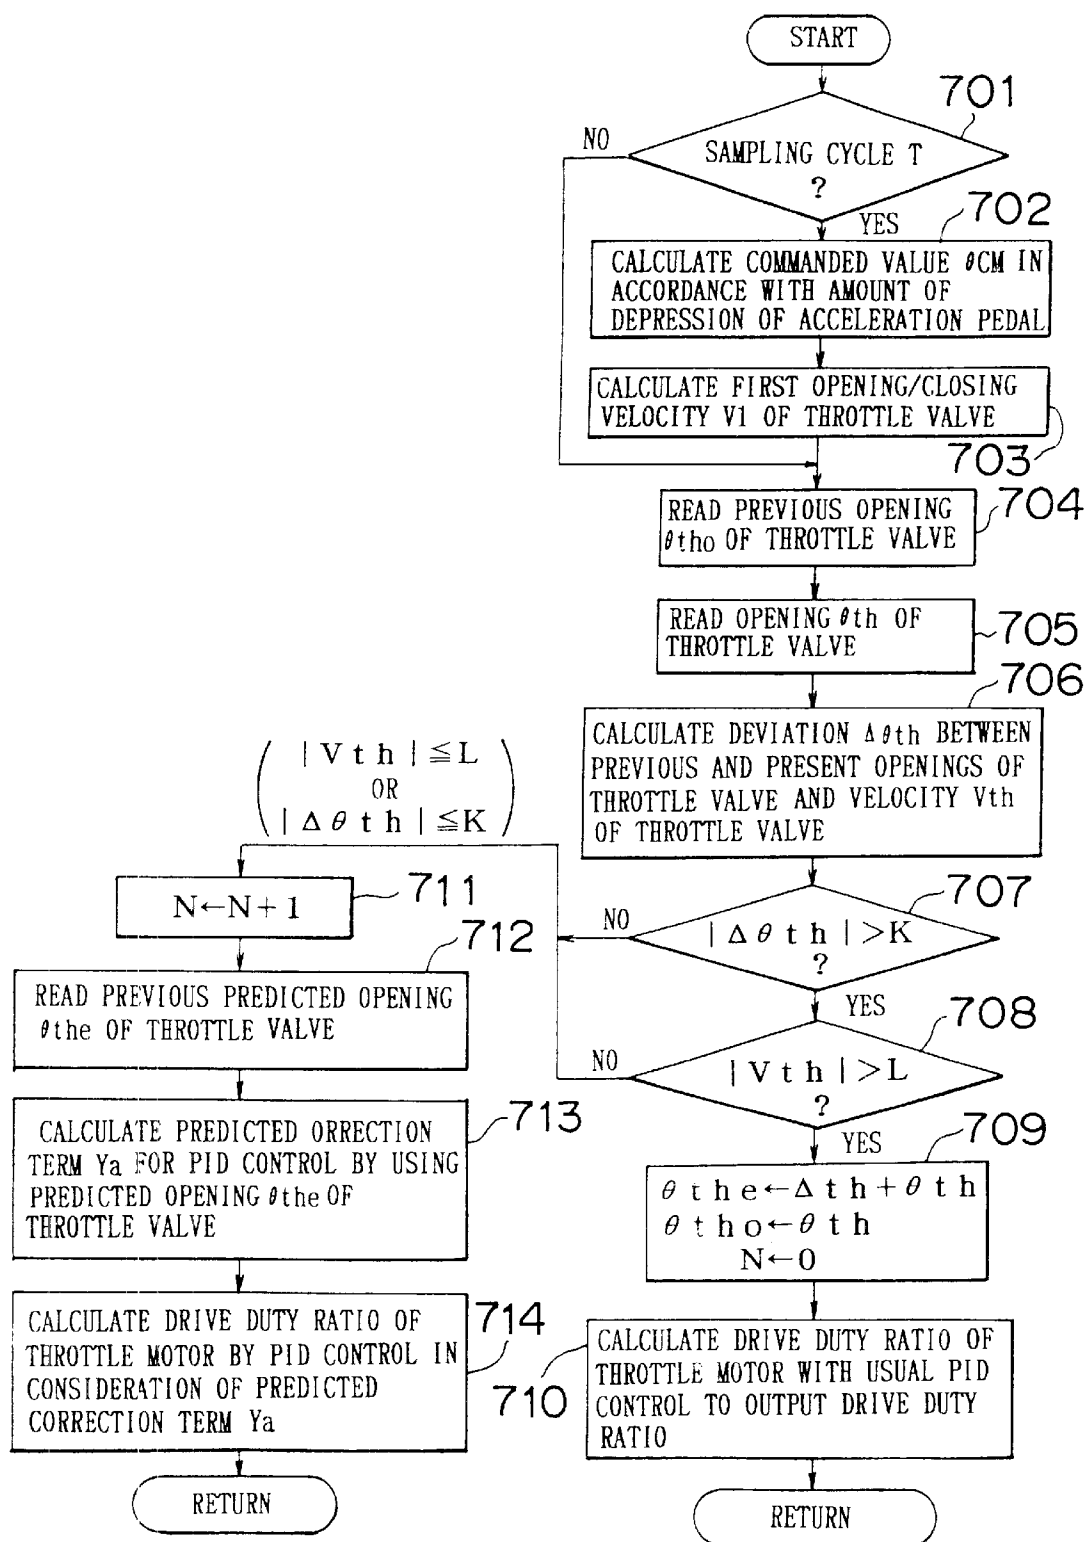 START
701
NO
SAMPLING CYCLE T
?
YES
702
CALCULATE COMMANDED VALUE θCM IN
ACCORDANCE WITH AMOUNT OF
DEPRESSION OF ACCELERATION PEDAL
CALCULATE FIRST OPENING/CLOSING
VELOCITY V1 OF THROTTLE VALVE
703
704
READ PREVIOUS OPENING
θtho OF THROTTLE VALVE
READ OPENING θth OF
THROTTLE VALVE
705
706
CALCULATE DEVIATION Δθth BETWEEN
PREVIOUS AND PRESENT OPENINGS OF
THROTTLE VALVE AND VELOCITY Vth
OF THROTTLE VALVE
707
NO
|Δθth|>K
?
YES
708
NO
|Vth|>L
?
YES
709
θthe←Δth+θth
θtho←θth
N←0
710
CALCULATE DRIVE DUTY RATIO OF
THROTTLE MOTOR WITH USUAL PID
CONTROL TO OUTPUT DRIVE DUTY
RATIO
RETURN
|Vth|≦L
OR
|Δθth|≦K
711
N←N+1
712
READ PREVIOUS PREDICTED OPENING
θthe OF THROTTLE VALVE
713
CALCULATE PREDICTED ORRECTION
TERM Ya FOR PID CONTROL BY USING
PREDICTED OPENING θthe OF
THROTTLE VALVE
714
CALCULATE DRIVE DUTY RATIO OF
THROTTLE MOTOR BY PID CONTROL IN
CONSIDERATION OF PREDICTED
CORRECTION TERM Ya
RETURN